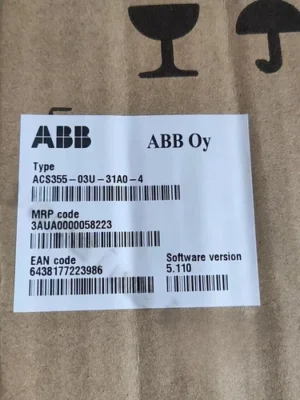 ABB ABB Oy
Type
ACS355-03U-31A0-4
MRP code
3AUA0000058223
EAN code Software version
6438177223986 5.110